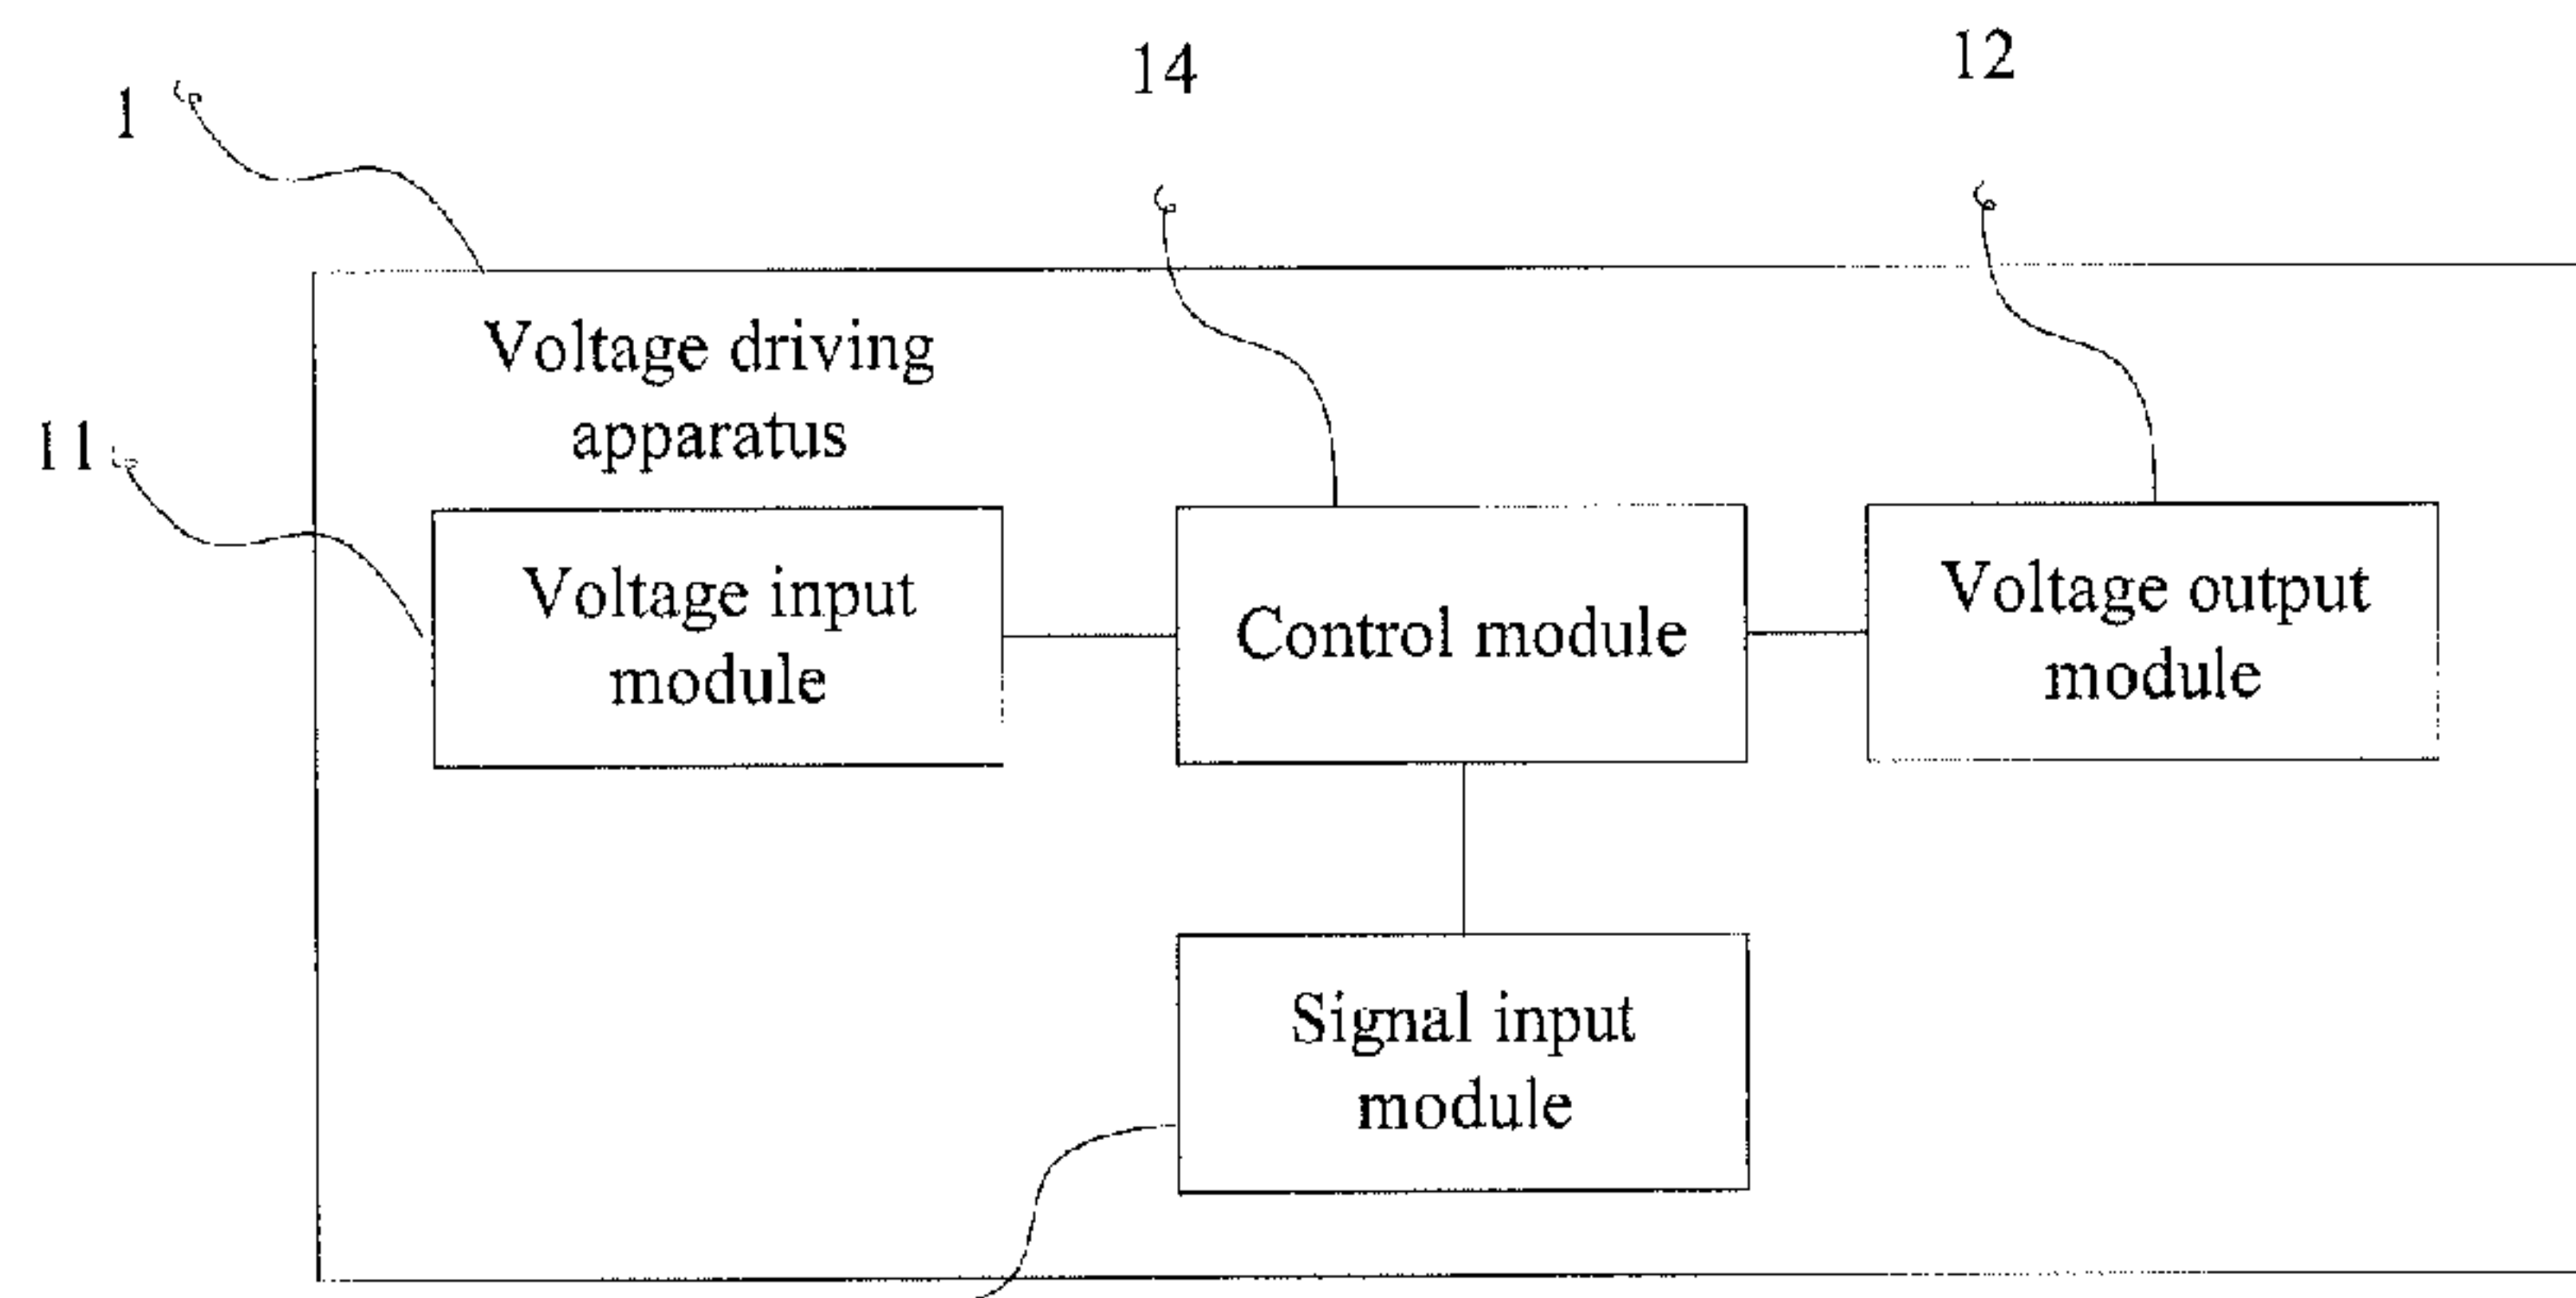 14
12
1
Voltage driving
apparatus
11
Voltage input
module
Control module
Voltage output
module
Signal input
module